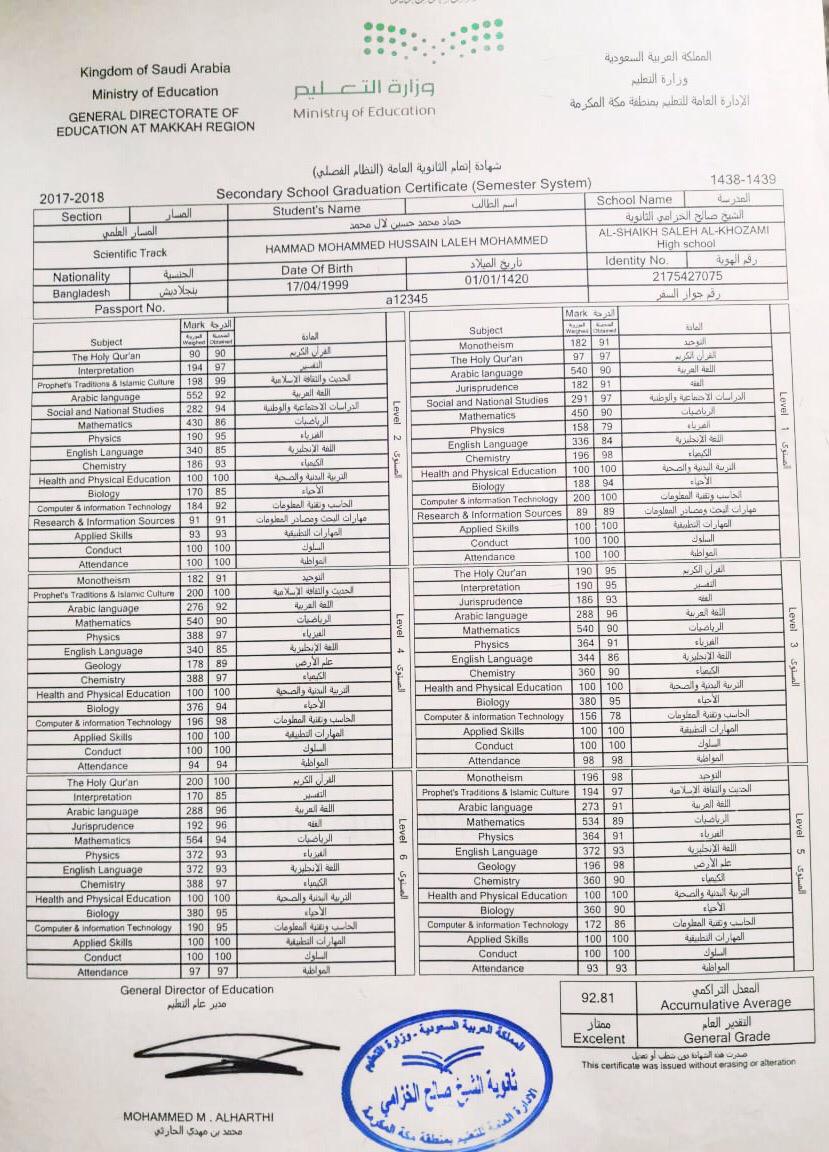 Kingdom of Saudi Arabia
Ministry of Education
GENERAL DIRECTORATE OF
EDUCATION AT MAKKAH REGION
وزارة التعليم
Ministry of Education
المملكة العربية السعودية
وزارة التعليم
الإدارة العامة للتعليم بمنطقة مكة المكرمة
شهادة إتمام الثانوية العامة (النظام الفصلي)
2017-2018 Secondary School Graduation Certificate (Semester System) 1438-1439
Section المسار Student's Name اسم الطالب School Name المدرسة
المسار العلمي حماد محمد حسين لال محمد الشيخ صالح الخزامي الثانوية
Scientific Track HAMMAD MOHAMMED HUSSAIN LALEH MOHAMMED AL-SHAIKH SALEH AL-KHOZAMI
High school
Nationality الجنسية Date Of Birth تاريخ الميلاد Identity No. رقم الهوية
Bangladesh بنجلاديش 17/04/1999 01/01/1420 2175427075
Passport No. a12345 رقم جواز السفر
Subject Mark الدرجة المادة
Weighed Obtained
Monotheism 182 91 التوحيد
The Holy Qur'an 97 97 القرآن الكريم
Arabic language 540 90 اللغة العربية
Jurisprudence 182 91 الفقه
Social and National Studies 291 97 الدراسات الاجتماعية والوطنية
Mathematics 450 90 الرياضيات
Physics 158 79 الفيزياء
English Language 336 84 اللغة الإنجليزية
Chemistry 196 98 الكيمياء
Health and Physical Education 100 100 التربية البدنية والصحية
Biology 188 94 الأحياء
Computer & information Technology 200 100 الحاسب وتقنية المعلومات
Research & Information Sources 89 89 مهارات البحث ومصادر المعلومات
Applied Skills 100 100 المهارات التطبيقية
Conduct 100 100 السلوك
Attendance 100 100 المواظبة
Level 1 المستوى
Subject Mark الدرجة المادة
Weighed Obtained
The Holy Qur'an 90 90 القرآن الكريم
Interpretation 194 97 التفسير
Prophet's Traditions & Islamic Culture 198 99 الحديث والثقافة الإسلامية
Arabic language 552 92 اللغة العربية
Social and National Studies 282 94 الدراسات الاجتماعية والوطنية
Mathematics 430 86 الرياضيات
Physics 190 95 الفيزياء
English Language 340 85 اللغة الإنجليزية
Chemistry 186 93 الكيمياء
Health and Physical Education 100 100 التربية البدنية والصحية
Biology 170 85 الأحياء
Computer & information Technology 184 92 الحاسب وتقنية المعلومات
Research & Information Sources 91 91 مهارات البحث ومصادر المعلومات
Applied Skills 93 93 المهارات التطبيقية
Conduct 100 100 السلوك
Attendance 100 100 المواظبة
Level 2 المستوى
The Holy Qur'an 190 95 القرآن الكريم
Interpretation 190 95 التفسير
Jurisprudence 186 93 الفقه
Arabic language 288 96 اللغة العربية
Mathematics 540 90 الرياضيات
Physics 364 91 الفيزياء
English Language 344 86 اللغة الإنجليزية
Chemistry 360 90 الكيمياء
Health and Physical Education 100 100 التربية البدنية والصحية
Biology 380 95 الأحياء
Computer & information Technology 156 78 الحاسب وتقنية المعلومات
Applied Skills 100 100 المهارات التطبيقية
Conduct 100 100 السلوك
Attendance 98 98 المواظبة
Level 3 المستوى
Monotheism 182 91 التوحيد
Prophet's Traditions & Islamic Culture 200 100 الحديث والثقافة الإسلامية
Arabic language 276 92 اللغة العربية
Mathematics 540 90 الرياضيات
Physics 388 97 الفيزياء
English Language 340 85 اللغة الإنجليزية
Geology 178 89 علم الأرض
Chemistry 388 97 الكيمياء
Health and Physical Education 100 100 التربية البدنية والصحية
Biology 376 94 الأحياء
Computer & information Technology 196 98 الحاسب وتقنية المعلومات
Applied Skills 100 100 المهارات التطبيقية
Conduct 100 100 السلوك
Attendance 94 94 المواظبة
Level 4 المستوى
Monotheism 196 98 التوحيد
Prophet's Traditions & Islamic Culture 194 97 الحديث والثقافة الإسلامية
Arabic language 273 91 اللغة العربية
Mathematics 534 89 الرياضيات
Physics 364 91 الفيزياء
English Language 372 93 اللغة الإنجليزية
Geology 196 98 علم الأرض
Chemistry 360 90 الكيمياء
Health and Physical Education 100 100 التربية البدنية والصحية
Biology 360 90 الأحياء
Computer & information Technology 172 86 الحاسب وتقنية المعلومات
Applied Skills 100 100 المهارات التطبيقية
Conduct 100 100 السلوك
Attendance 93 93 المواظبة
Level 5 المستوى
The Holy Qur'an 200 100 القرآن الكريم
Interpretation 170 85 التفسير
Arabic language 288 96 اللغة العربية
Jurisprudence 192 96 الفقه
Mathematics 564 94 الرياضيات
Physics 372 93 الفيزياء
English Language 372 93 اللغة الإنجليزية
Chemistry 388 97 الكيمياء
Health and Physical Education 100 100 التربية البدنية والصحية
Biology 380 95 الأحياء
Computer & information Technology 190 95 الحاسب وتقنية المعلومات
Applied Skills 100 100 المهارات التطبيقية
Conduct 100 100 السلوك
Attendance 97 97 المواظبة
Level 6 المستوى
General Director of Education
مدير عام التعليم
92.81 المعدل التراكمي
Accumulative Average
ممتاز التقدير العام
Excelent General Grade
صدرت هذه الشهادة دون شطب أو تعديل
This certificate was issued without erasing or alteration
MOHAMMED M . ALHARTHI
محمد بن مهدي الحارثي
المملكة العربية السعودية - وزارة التعليم
ثانوية الشيخ صالح الخزامي
الإدارة العامة للتعليم بمنطقة مكة المكرمة